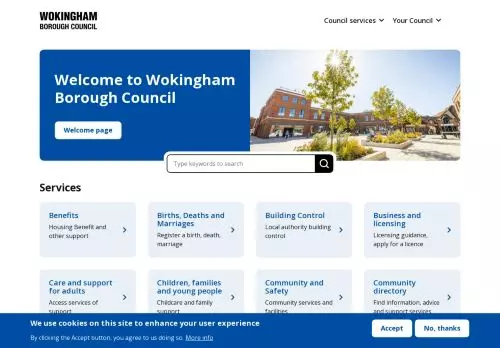 WOKINGHAM
BOROUGH COUNCIL
Council services
Your Council
Welcome to Wokingham
Borough Council
Welcome page
Type keywords to search
Services
Benefits
Housing Benefit and
other support
Births, Deaths and
Marriages
Register a birth, death,
marriage
Building Control
Local authority building
control
Business and
licensing
Licensing guidance,
apply for a licence
Care and support
for adults
Access services of
support
Children, families
and young people
Childcare and family
support
Community and
Safety
Community services and
facilities
Community
directory
Find information, advice
and support services
We use cookies on this site to enhance your user experience
By clicking the Accept button, you agree to us doing so. More info
Accept
No, thanks